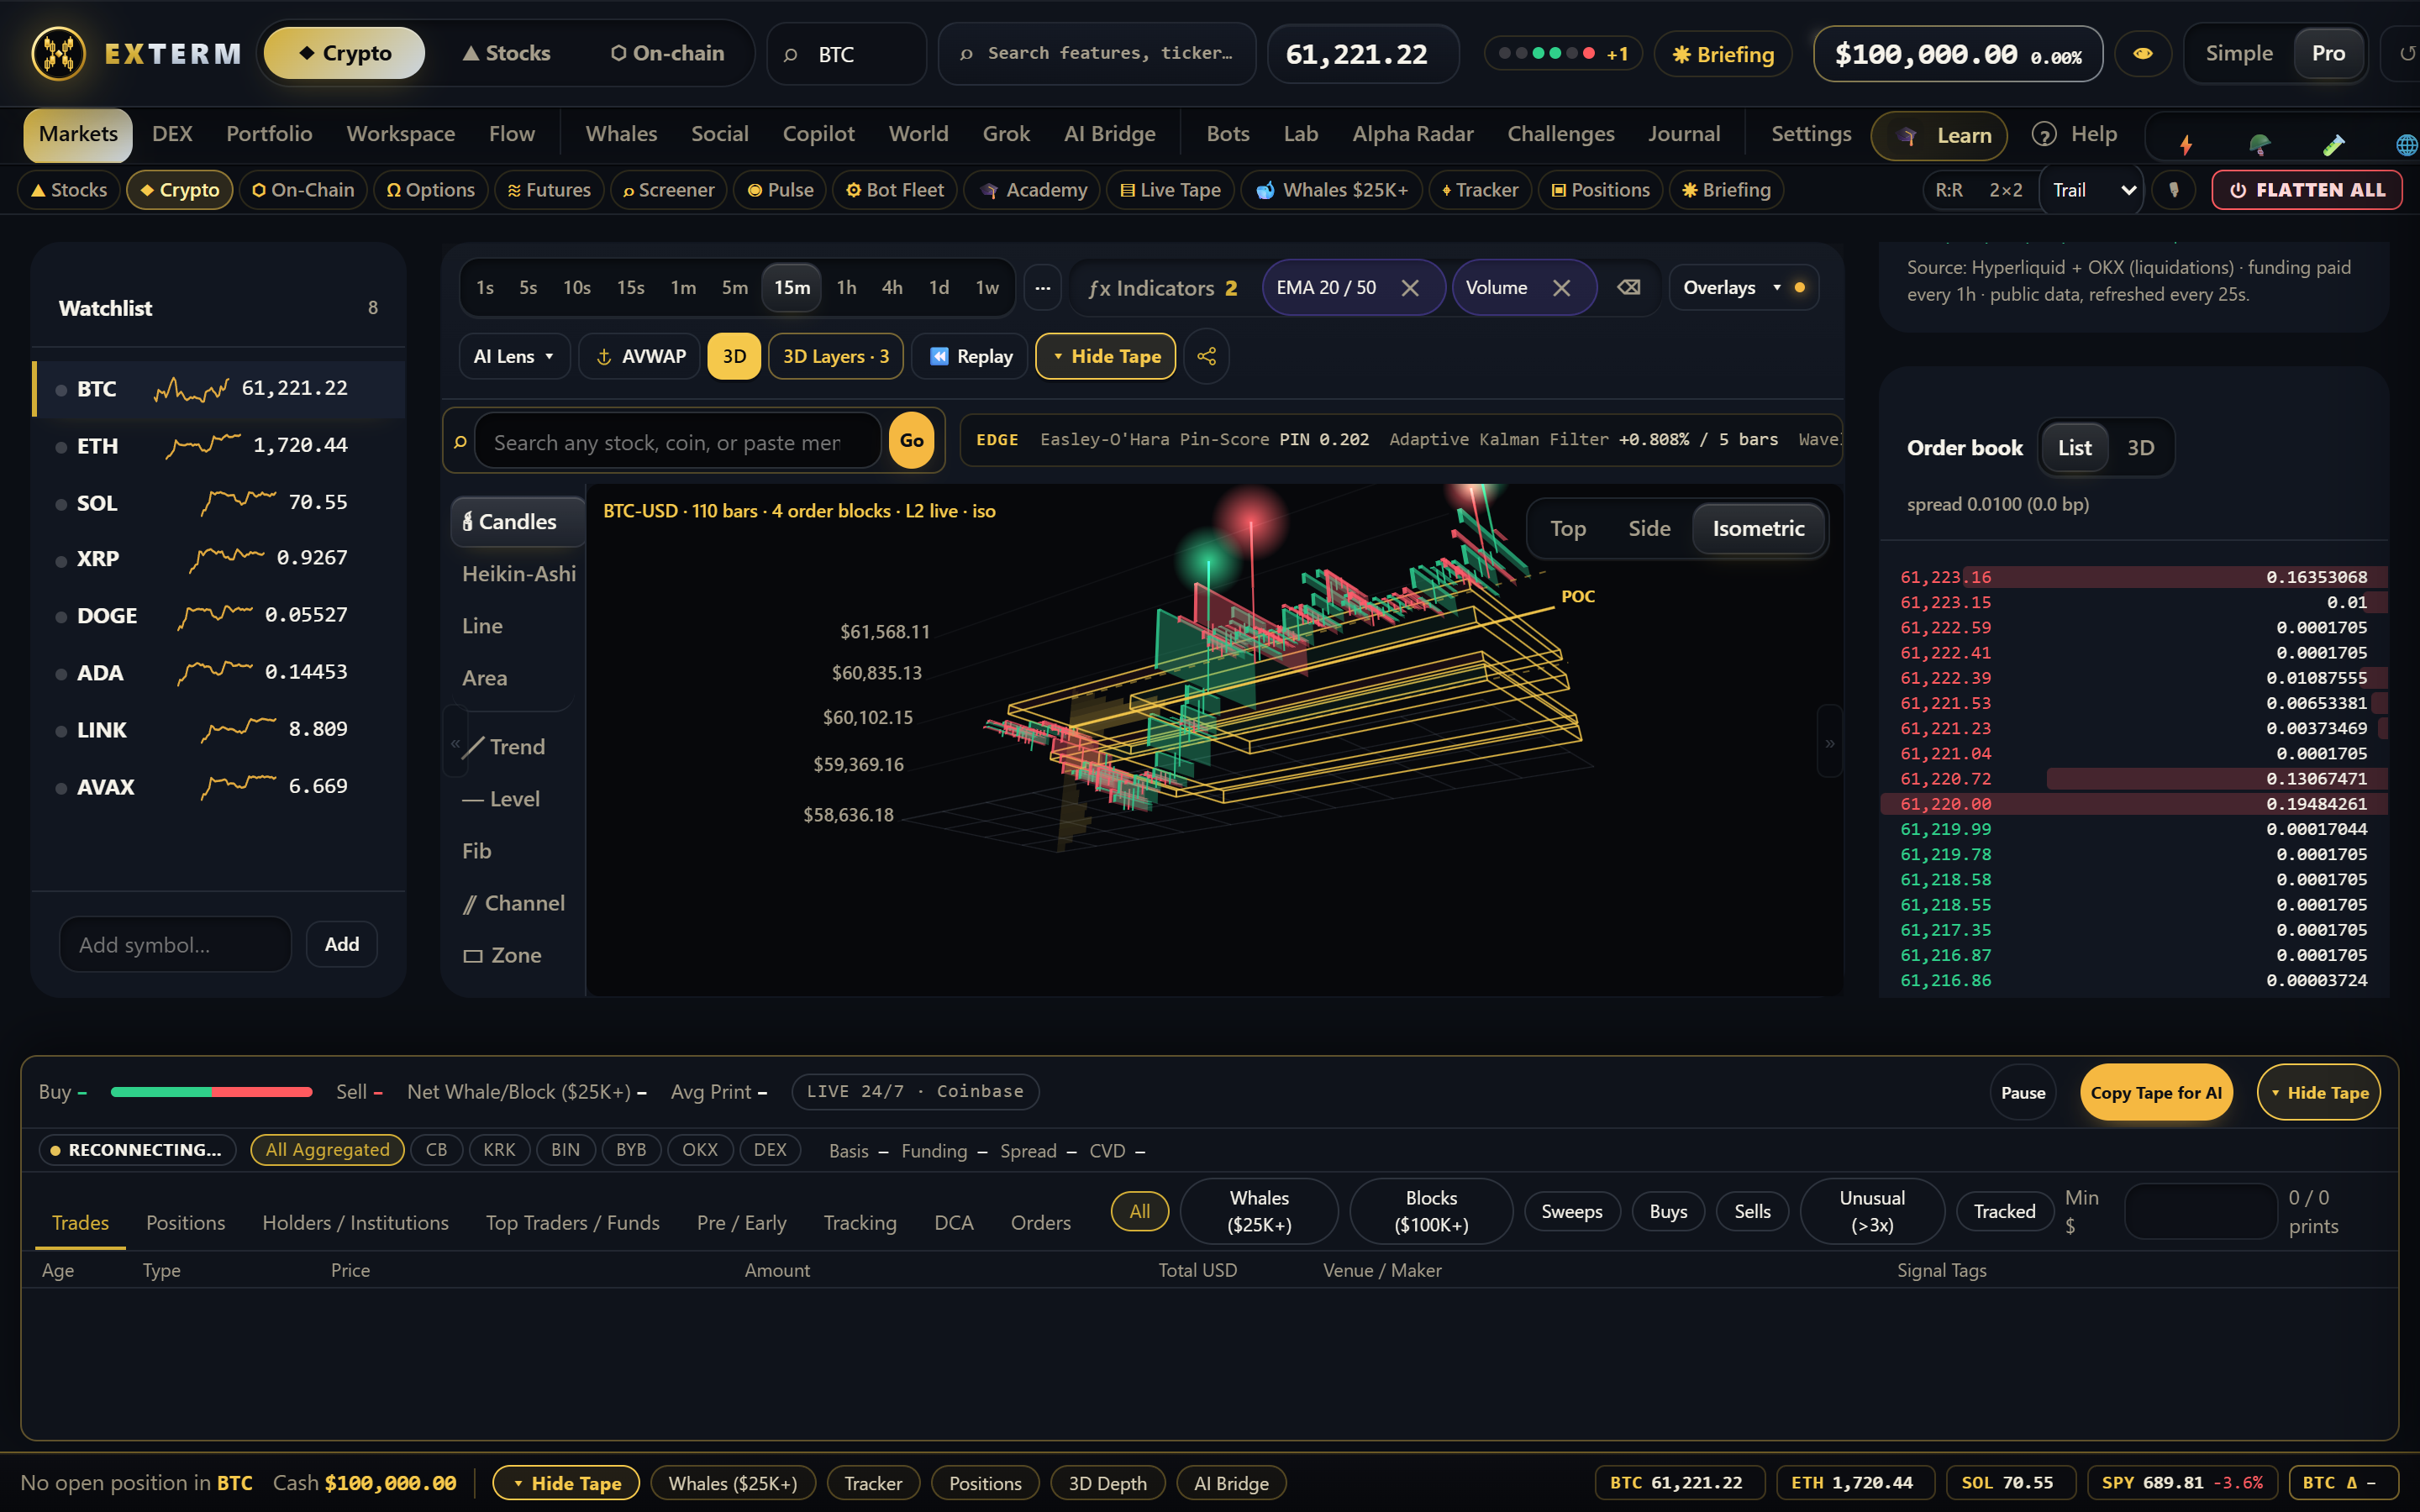 EXTERM
Crypto
Stocks
On-chain
BTC
Search features, ticker…
61,221.22
+1
Briefing
$100,000.00 0.00%
Simple
Pro
Markets
DEX
Portfolio
Workspace
Flow
Whales
Social
Copilot
World
Grok
AI Bridge
Bots
Lab
Alpha Radar
Challenges
Journal
Settings
Learn
? Help
Stocks
Crypto
On-Chain
Options
Futures
Screener
Pulse
Bot Fleet
Academy
Live Tape
Whales $25K+
Tracker
Positions
Briefing
R:R 2×2
Trail
FLATTEN ALL
Watchlist 8
BTC 61,221.22
ETH 1,720.44
SOL 70.55
XRP 0.9267
DOGE 0.05527
ADA 0.14453
LINK 8.809
AVAX 6.669
Add symbol...
Add
1s 5s 10s 15s 1m 5m 15m 1h 4h 1d 1w
...
ƒx Indicators 2
EMA 20 / 50
Volume
Overlays
AI Lens
AVWAP
3D
3D Layers · 3
Replay
Hide Tape
Search any stock, coin, or paste mer
Go
EDGE Easley-O'Hara Pin-Score PIN 0.202 Adaptive Kalman Filter +0.808% / 5 bars Wave
Candles
Heikin-Ashi
Line
Area
Trend
Level
Fib
Channel
Zone
«
»
BTC-USD · 110 bars · 4 order blocks · L2 live · iso
Top
Side
Isometric
POC
$61,568.11
$60,835.13
$60,102.15
$59,369.16
$58,636.18
Source: Hyperliquid + OKX (liquidations) · funding paid
every 1h · public data, refreshed every 25s.
Order book
List
3D
spread 0.0100 (0.0 bp)
61,223.16 0.16353068
61,223.15 0.01
61,222.59 0.0001705
61,222.41 0.0001705
61,222.39 0.01087555
61,221.53 0.00653381
61,221.23 0.00373469
61,221.04 0.0001705
61,220.72 0.13067471
61,220.00 0.19484261
61,219.99 0.00017044
61,219.78 0.0001705
61,218.58 0.0001705
61,218.55 0.0001705
61,217.35 0.0001705
61,216.87 0.0001705
61,216.86 0.00003724
Buy –
Sell –
Net Whale/Block ($25K+) –
Avg Print –
LIVE 24/7 · Coinbase
Pause
Copy Tape for AI
Hide Tape
RECONNECTING…
All Aggregated
CB
KRK
BIN
BYB
OKX
DEX
Basis – Funding – Spread – CVD –
Trades
Positions
Holders / Institutions
Top Traders / Funds
Pre / Early
Tracking
DCA
Orders
All
Whales
($25K+)
Blocks
($100K+)
Sweeps
Buys
Sells
Unusual
(>3x)
Tracked
Min
$
0 / 0
prints
Age Type Price Amount Total USD Venue / Maker Signal Tags
No open position in BTC Cash $100,000.00
Hide Tape
Whales ($25K+)
Tracker
Positions
3D Depth
AI Bridge
BTC 61,221.22
ETH 1,720.44
SOL 70.55
SPY 689.81 -3.6%
BTC Δ –